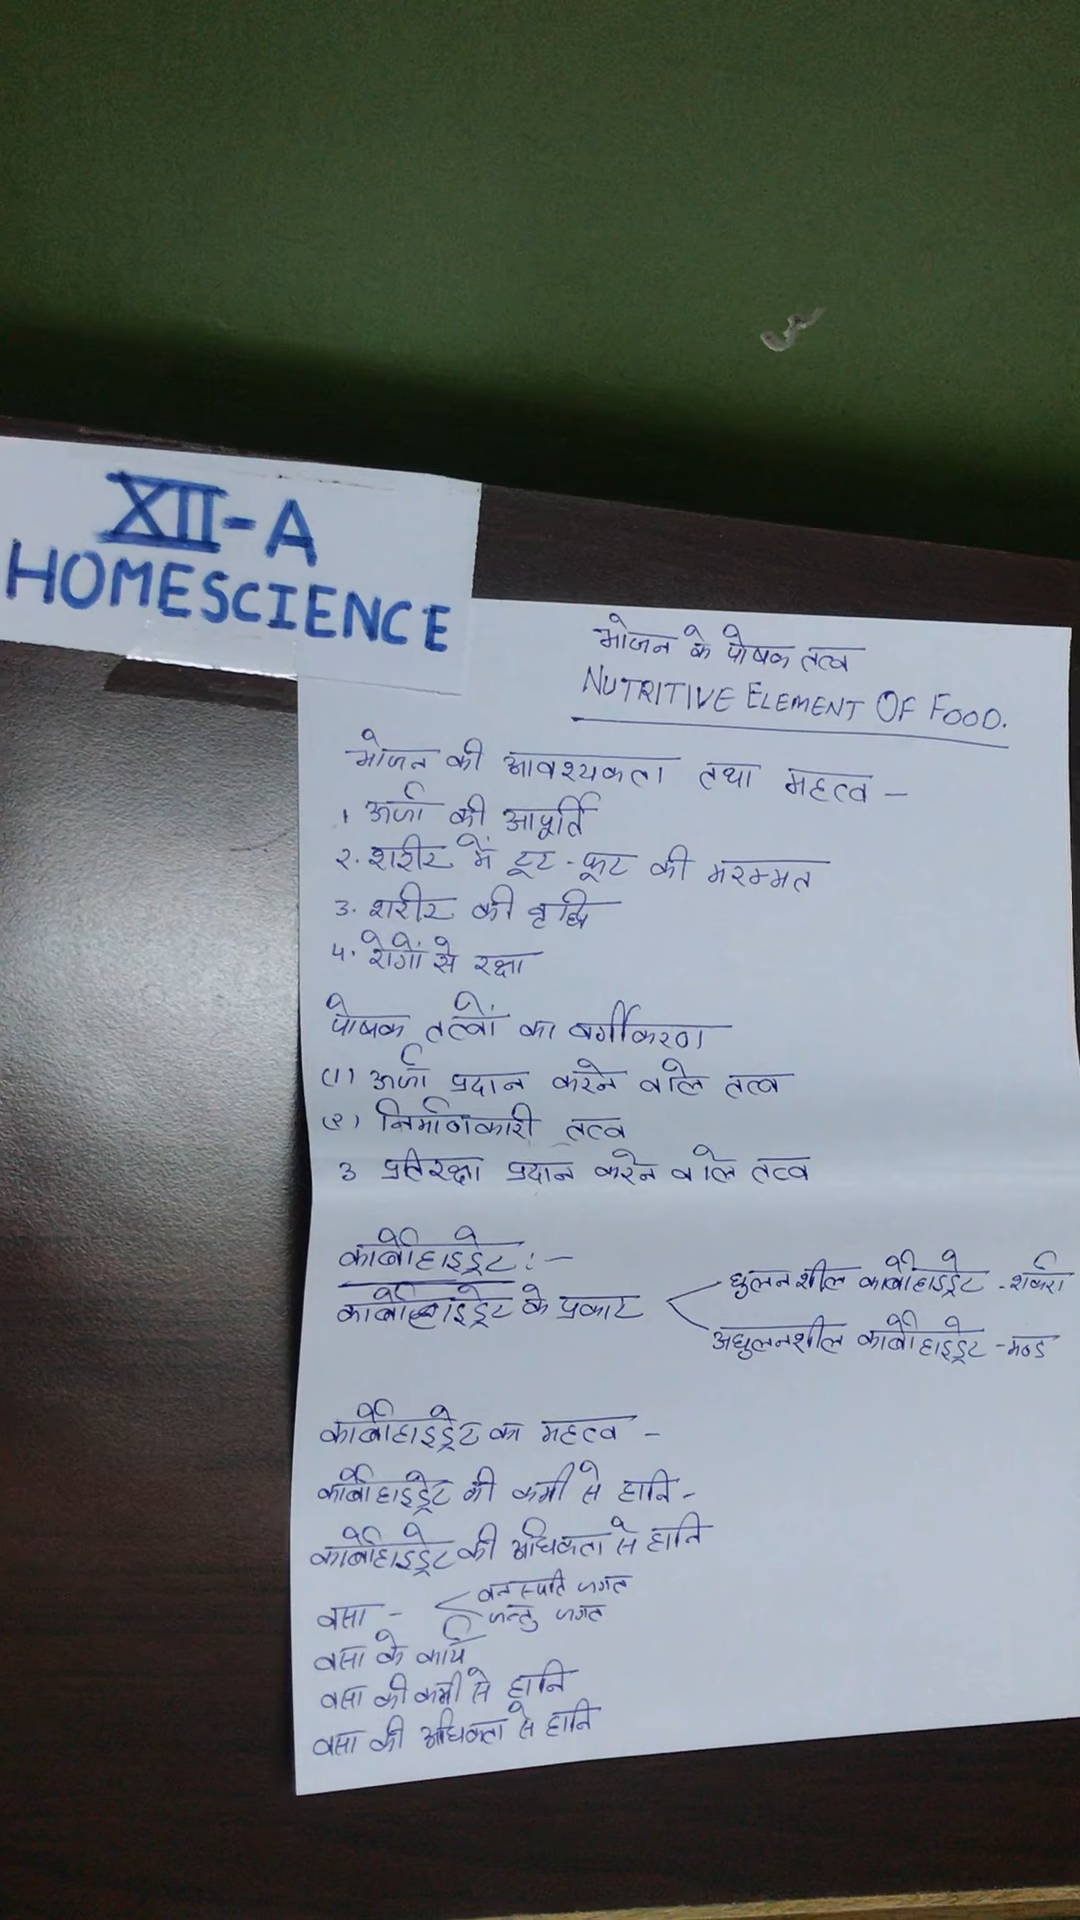 XII-A
HOMESCIENCE
भोजन के पोषक तत्व
NUTRITIVE ELEMENT OF FOOD.
भोजन की आवश्यकता तथा महत्व –
1 ऊर्जा की आपूर्ति
२. शरीर में टूट-फूट की मरम्मत
3. शरीर की वृद्धि
4. रोगों से रक्षा
पोषक तत्वों का वर्गीकरण
(1) ऊर्जा प्रदान करने वाले तत्व
(२) निर्माणकारी तत्व
3 प्रतिरक्षा प्रदान करने वाले तत्व
कार्बोहाइड्रेट :–
कार्बोहाइड्रेट के प्रकार
घुलनशील कार्बोहाइड्रेट - शर्करा
अघुलनशील कार्बोहाइड्रेट - मण्ड
कार्बोहाइड्रेट का महत्व –
कार्बोहाइड्रेट की कमी से हानि -
कार्बोहाइड्रेट की अधिकता से हानि
वसा -
वनस्पति जगत
जन्तु जगत
वसा के कार्य
वसा की कमी से हानि
वसा की अधिकता से हानि